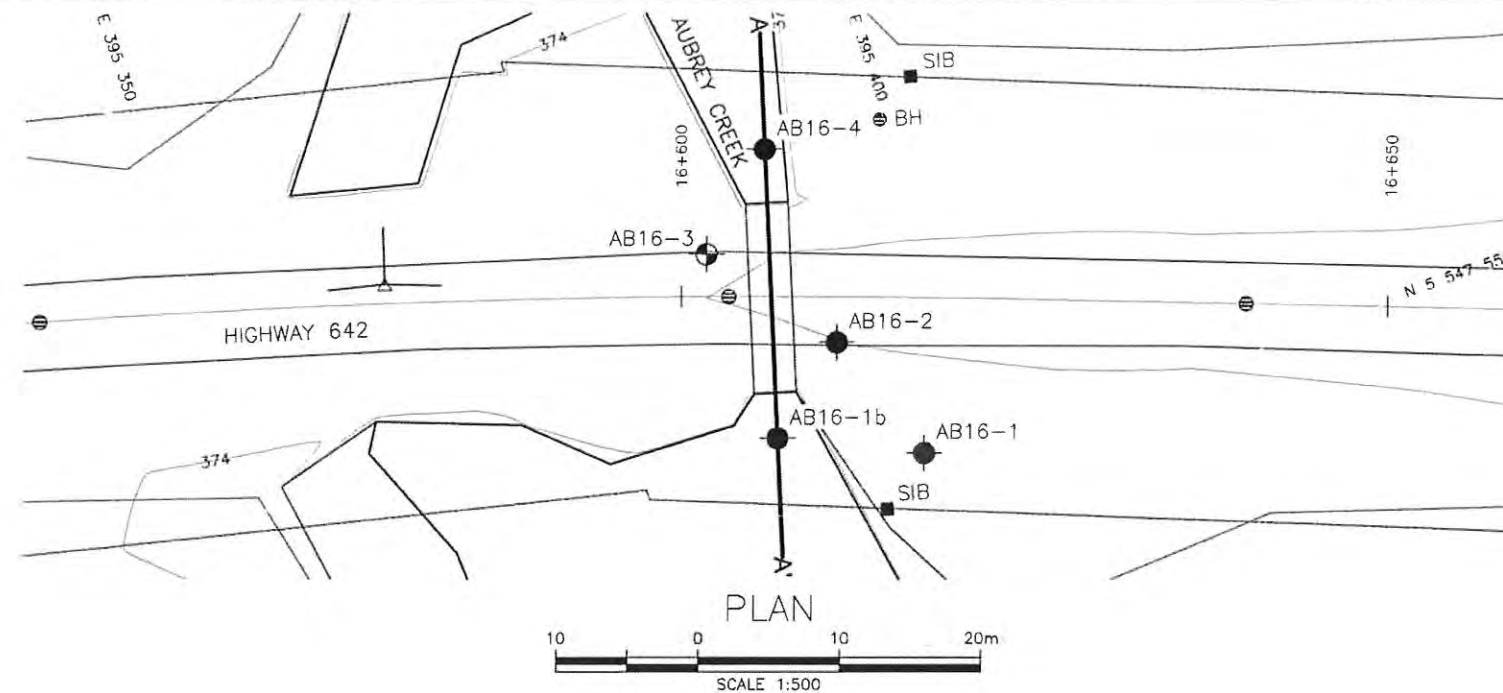 E 395 350
374
AUBREY CREEK
A
37
E 395 400
SIB
BH
AB16-4
16+600
16+650
AB16-3
N 5 547 55
HIGHWAY 642
AB16-2
AB16-1b
AB16-1
374
SIB
A'
PLAN
10 0 10 20m
SCALE 1:500